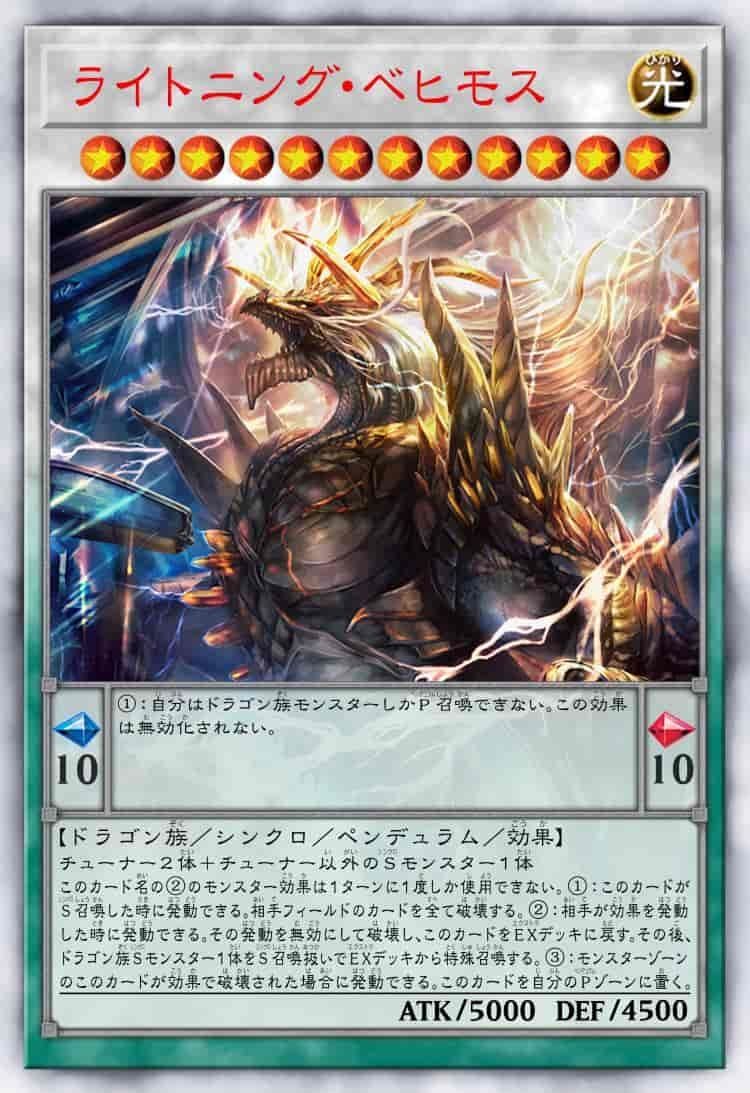 ライトニング・ベヒモス
光
①：自分はドラゴン族モンスターしかP召喚できない。この効果
は無効化されない。
10
10
【ドラゴン族／シンクロ／ペンデュラム／効果】
チューナー2体＋チューナー以外のSモンスター1体
このカード名の②のモンスター効果は1ターンに1度しか使用できない。①：このカードが
S召喚した時に発動できる。相手フィールドのカードを全て破壊する。②：相手が効果を発動
した時に発動できる。その発動を無効にして破壊し、このカードをEXデッキに戻す。その後、
ドラゴン族Sモンスター1体をS召喚扱いでEXデッキから特殊召喚する。③：モンスターゾーン
のこのカードが効果で破壊された場合に発動できる。このカードを自分のPゾーンに置く。
ATK/5000 DEF/4500